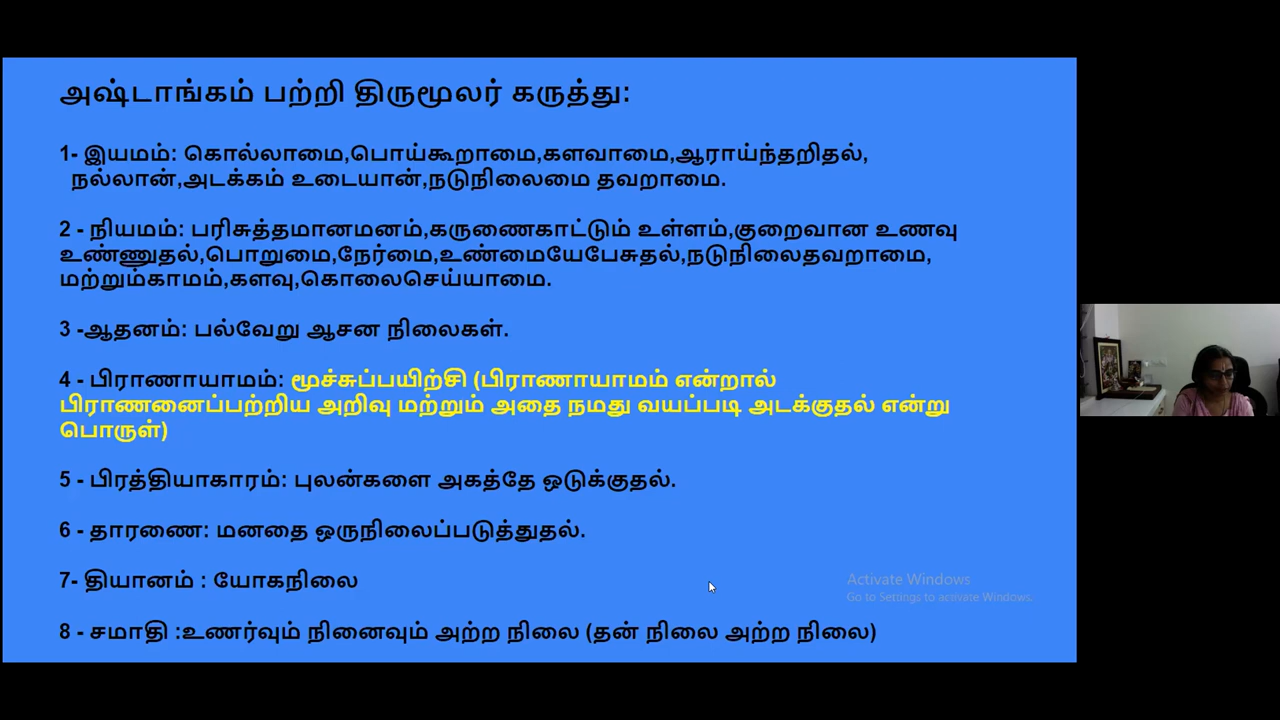 அஷ்டாங்கம் பற்றி திருமூலர் கருத்து:
1- இயமம்: கொல்லாமை,பொய்கூறாமை,களவாமை,ஆராய்ந்தறிதல்,
நல்லான்,அடக்கம் உடையான்,நடுநிலைமை தவறாமை.
2 - நியமம்: பரிசுத்தமானமனம்,கருணைகாட்டும் உள்ளம்,குறைவான உணவு
உண்ணுதல்,பொறுமை,நேர்மை,உண்மையேபேசுதல்,நடுநிலைதவறாமை,
மற்றும்காமம்,களவு,கொலைசெய்யாமை.
3 -ஆதனம்: பல்வேறு ஆசன நிலைகள்.
4 - பிராணாயாமம்: மூச்சுப்பயிற்சி (பிராணாயாமம் என்றால்
பிராணனைப்பற்றிய அறிவு மற்றும் அதை நமது வயப்படி அடக்குதல் என்று
பொருள்)
5 - பிரத்தியாகாரம்: புலன்களை அகத்தே ஒடுக்குதல்.
6 - தாரணை: மனதை ஒருநிலைப்படுத்துதல்.
7- தியானம் : யோகநிலை
8 - சமாதி :உணர்வும் நினைவும் அற்ற நிலை (தன் நிலை அற்ற நிலை)
Activate Windows
Go to Settings to activate Windows.